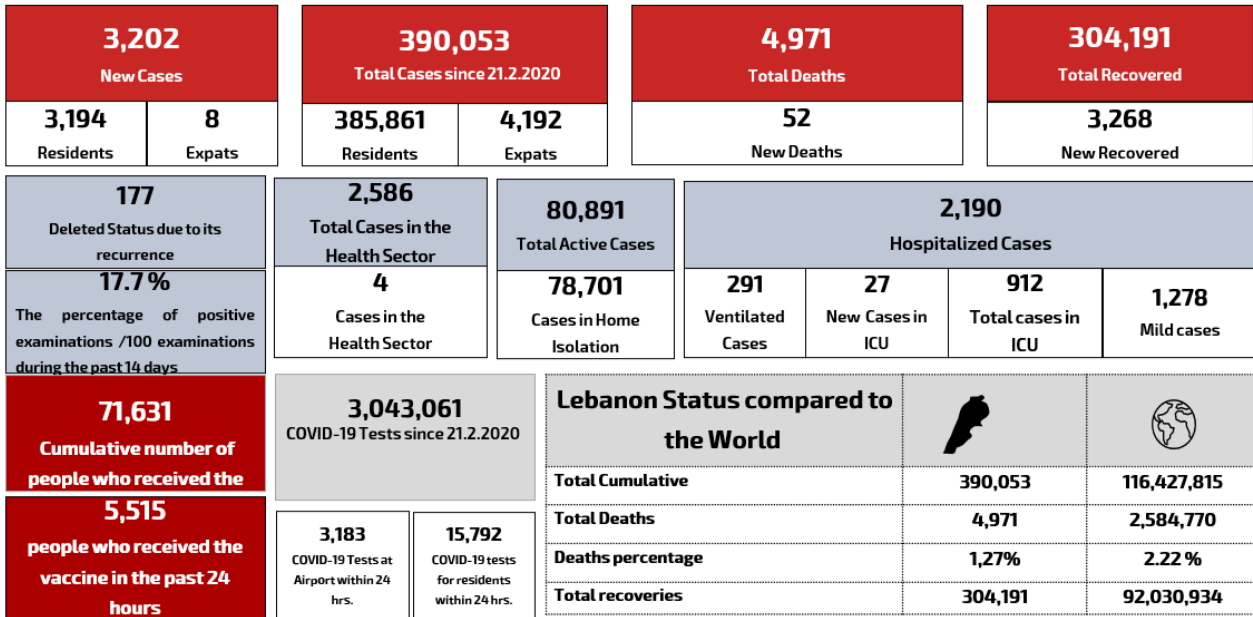 3,202
New Cases
3,194
Residents
8
Expats
390,053
Total Cases since 21.2.2020
385,861
Residents
4,192
Expats
4,971
Total Deaths
52
New Deaths
304,191
Total Recovered
3,268
New Recovered
177
Deleted Status due to its
recurrence
17.7 %
The percentage of positive
examinations /100 examinations
during the past 14 days
2,586
Total Cases in the
Health Sector
4
Cases in the
Health Sector
80,891
Total Active Cases
78,701
Cases in Home
Isolation
2,190
Hospitalized Cases
291
Ventilated
Cases
27
New Cases in
ICU
912
Total cases in
ICU
1,278
Mild cases
71,631
Cumulative number of
people who received the
5,515
people who received the
vaccine in the past 24
hours
3,043,061
COVID-19 Tests since 21.2.2020
3,183
COVID-19 Tests at
Airport within 24
hrs.
15,792
COVID-19 tests
for residents
within 24 hrs.
Lebanon Status compared to
the World
Total Cumulative 390,053 116,427,815
Total Deaths 4,971 2,584,770
Deaths percentage 1,27% 2.22 %
Total recoveries 304,191 92,030,934